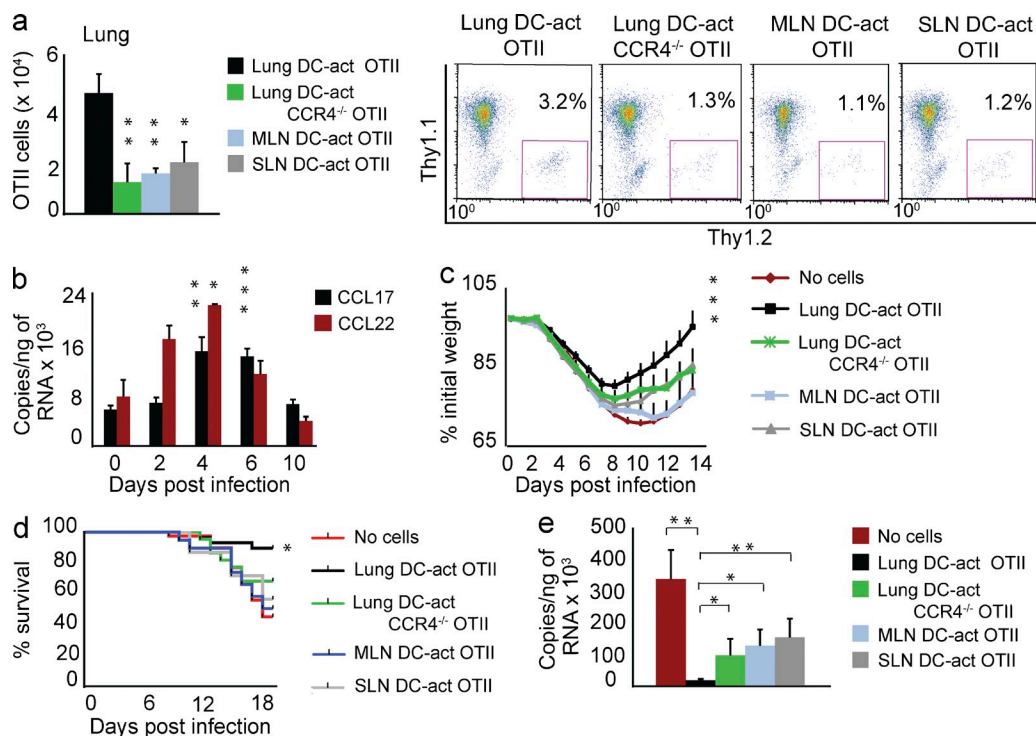 a
Lung
OTII cells (x 10⁴)
6
4
2
0
* *
* *
*
Lung DC-act OTII
Lung DC-act
CCR4⁻/⁻ OTII
MLN DC-act OTII
SLN DC-act OTII
Lung DC-act
OTII
Lung DC-act
CCR4⁻/⁻ OTII
MLN DC-act
OTII
SLN DC-act
OTII
3.2%
1.3%
1.1%
1.2%
Thy1.1
10⁰
10⁰
10⁰
10⁰
Thy1.2
b
Copies/ng of
RNA x 10³
24
16
8
0
* *
*
* * *
CCL17
CCL22
0 2 4 6 10
Days post infection
c
% initial weight
105
85
65
* * *
0 2 4 6 8 10 12 14
Days post infection
No cells
Lung DC-act OTII
Lung DC-act
CCR4⁻/⁻ OTII
MLN DC-act OTII
SLN DC-act OTII
d
% survival
100
80
60
40
20
0
*
0 6 12 18
Days post infection
No cells
Lung DC-act OTII
Lung DC-act
CCR4⁻/⁻ OTII
MLN DC-act OTII
SLN DC-act OTII
e
Copies/ng of
RNA x 10³
500
400
300
200
100
0
* *
* *
*
*
No cells
Lung DC-act OTII
Lung DC-act
CCR4⁻/⁻ OTII
MLN DC-act OTII
SLN DC-act OTII